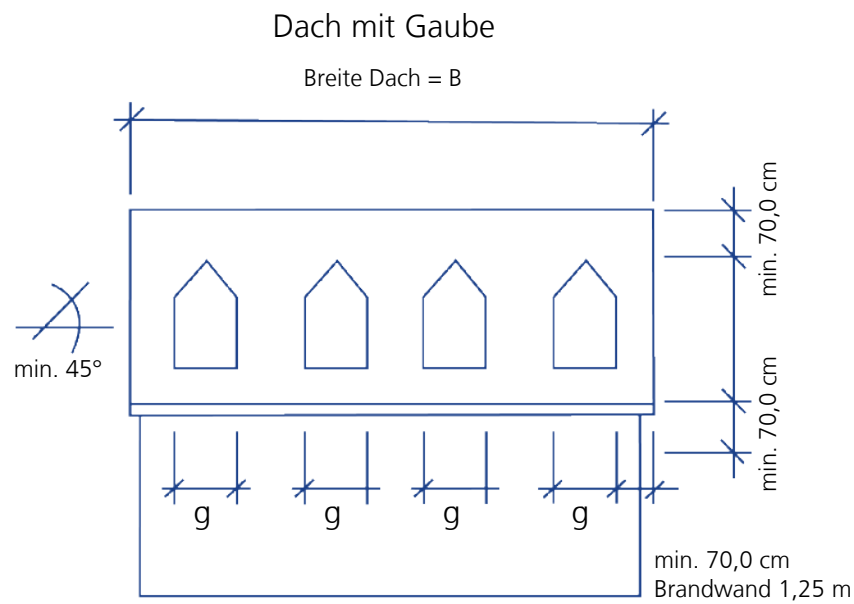 Dach mit Gaube
Breite Dach = B
min. 70,0 cm
min. 45°
min. 70,0 cm
g
g
g
g
min. 70,0 cm
Brandwand 1,25 m